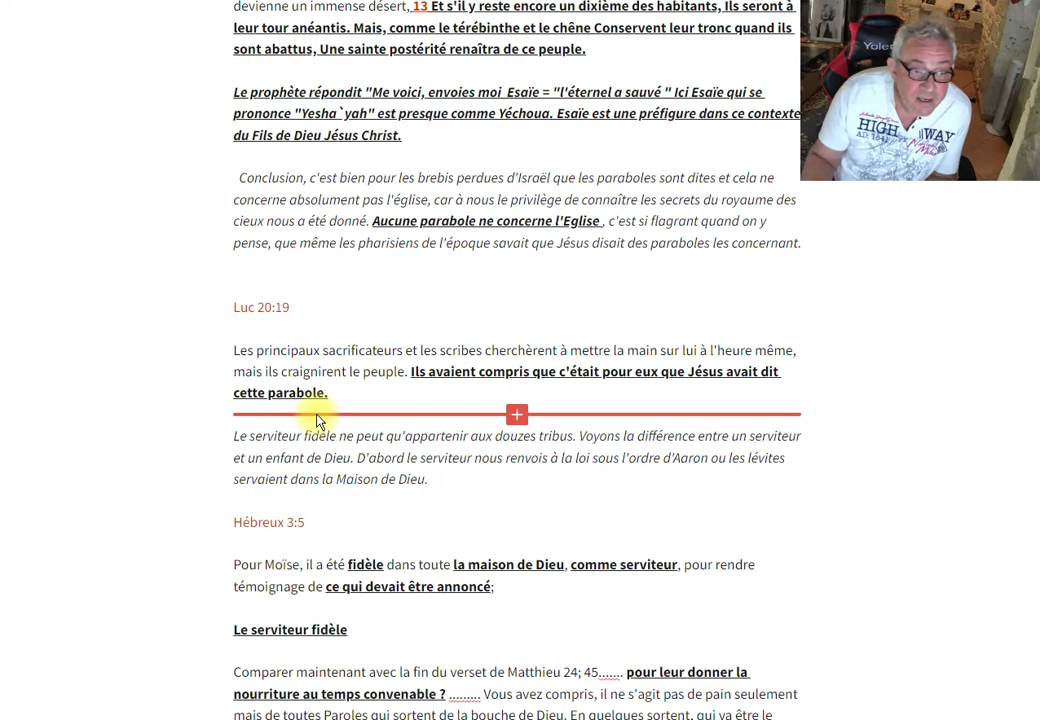 devienne un immense désert, 13 Et s'il y reste encore un dixième des habitants, Ils seront à
leur tour anéantis. Mais, comme le térébinthe et le chêne Conservent leur tronc quand ils
sont abattus, Une sainte postérité renaîtra de ce peuple.
Le prophète répondit "Me voici, envoies moi Esaïe = "l'éternel a sauvé " Ici Esaïe qui se
prononce "Yesha`yah" est presque comme Yéchoua. Esaïe est une préfigure dans ce contexte
du Fils de Dieu Jésus Christ.
Conclusion, c'est bien pour les brebis perdues d'Israël que les paraboles sont dites et cela ne
concerne absolument pas l'église, car à nous le privilège de connaître les secrets du royaume des
cieux nous a été donné. Aucune parabole ne concerne l'Eglise , c'est si flagrant quand on y
pense, que même les pharisiens de l'époque savait que Jésus disait des paraboles les concernant.
Luc 20:19
Les principaux sacrificateurs et les scribes cherchèrent à mettre la main sur lui à l'heure même,
mais ils craignirent le peuple. Ils avaient compris que c'était pour eux que Jésus avait dit
cette parabole.
Le serviteur fidèle ne peut qu'appartenir aux douzes tribus. Voyons la différence entre un serviteur
et un enfant de Dieu. D'abord le serviteur nous renvois à la loi sous l'ordre d'Aaron ou les lévites
servaient dans la Maison de Dieu.
Hébreux 3:5
Pour Moïse, il a été fidèle dans toute la maison de Dieu, comme serviteur, pour rendre
témoignage de ce qui devait être annoncé;
Le serviteur fidèle
Comparer maintenant avec la fin du verset de Matthieu 24; 45....... pour leur donner la
nourriture au temps convenable ? ......... Vous avez compris, il ne s'agit pas de pain seulement
mais de toutes Paroles qui sortent de la bouche de Dieu. En quelques sortent, qui va être le
Yole
HIGH WAY